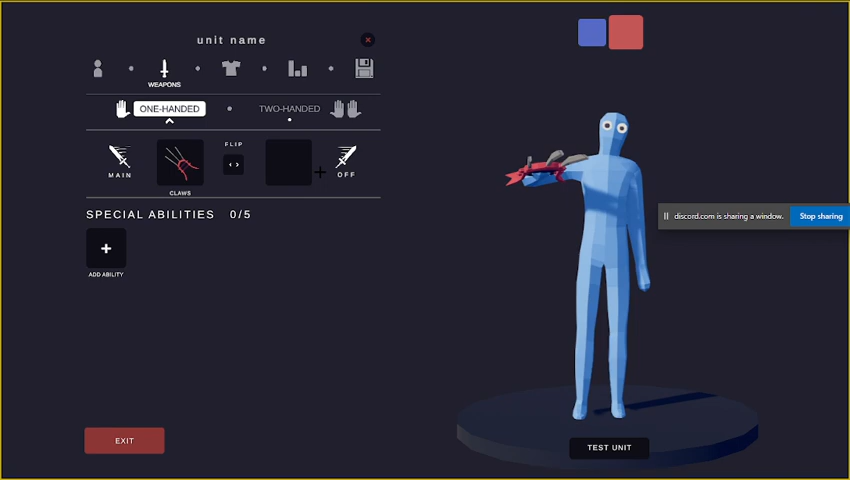 unit name
WEAPONS
ONE-HANDED
TWO-HANDED
FLIP
MAIN
OFF
CLAWS
SPECIAL ABILITIES 0/5
+
ADD ABILITY
discord.com is sharing a window.
Stop sharing
EXIT
TEST UNIT